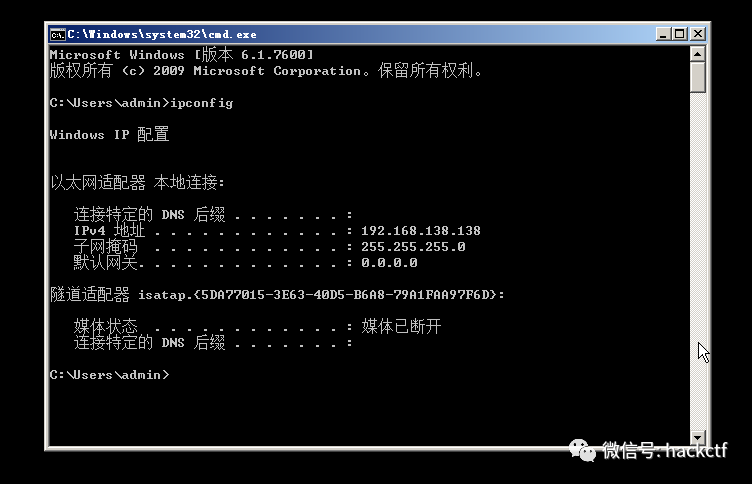 C:\Windows\system32\cmd.exe
Microsoft Windows [版本 6.1.7600]
版权所有 (c) 2009 Microsoft Corporation。保留所有权利。
C:\Users\admin>ipconfig
Windows IP 配置
以太网适配器 本地连接:
连接特定的 DNS 后缀 . . . . . . . :
IPv4 地址 . . . . . . . . . . . . : 192.168.138.138
子网掩码 . . . . . . . . . . . . : 255.255.255.0
默认网关. . . . . . . . . . . . . : 0.0.0.0
隧道适配器 isatap.{5DA77015-3E63-40D5-B6A8-79A1FAA97F6D}:
媒体状态 . . . . . . . . . . . . : 媒体已断开
连接特定的 DNS 后缀 . . . . . . . :
C:\Users\admin>
微信号: hackctf